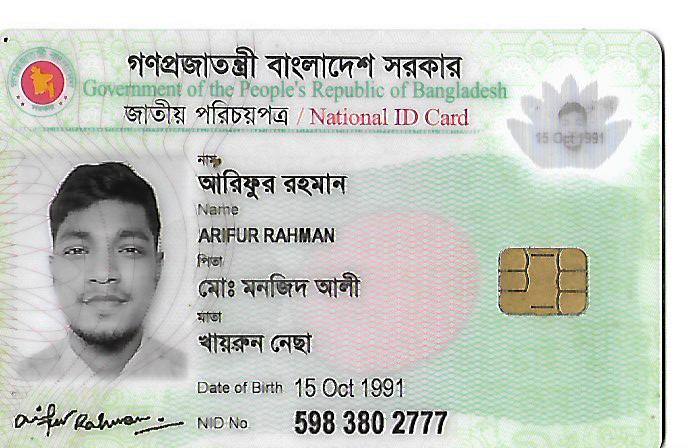 গণপ্রজাতন্ত্রী বাংলাদেশ সরকার
Government of the People's Republic of Bangladesh
জাতীয় পরিচয়পত্র / National ID Card
15 Oct 1991
নাম
আরিফুর রহমান
Name
ARIFUR RAHMAN
পিতা
মোঃ মনজিদ আলী
মাতা
খায়রুন নেছা
Date of Birth 15 Oct 1991
Arifur Rahman
NID No. 598 380 2777